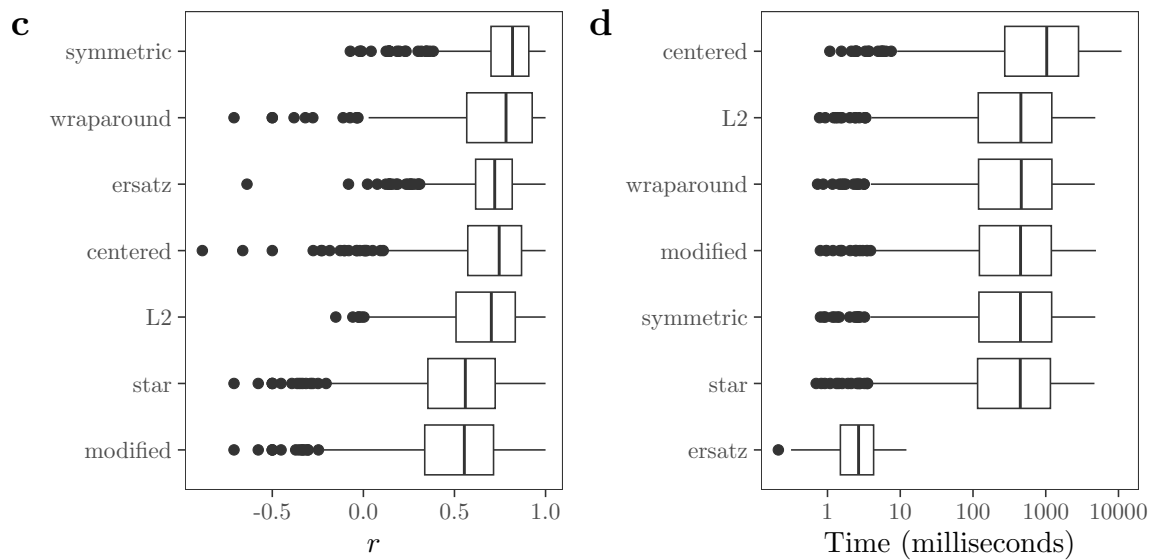 c
symmetric
wraparound
ersatz
centered
L2
star
modified
-0.5 0.0 0.5 1.0
r
d
centered
L2
wraparound
modified
symmetric
star
ersatz
1 10 100 1000 10000
Time (milliseconds)